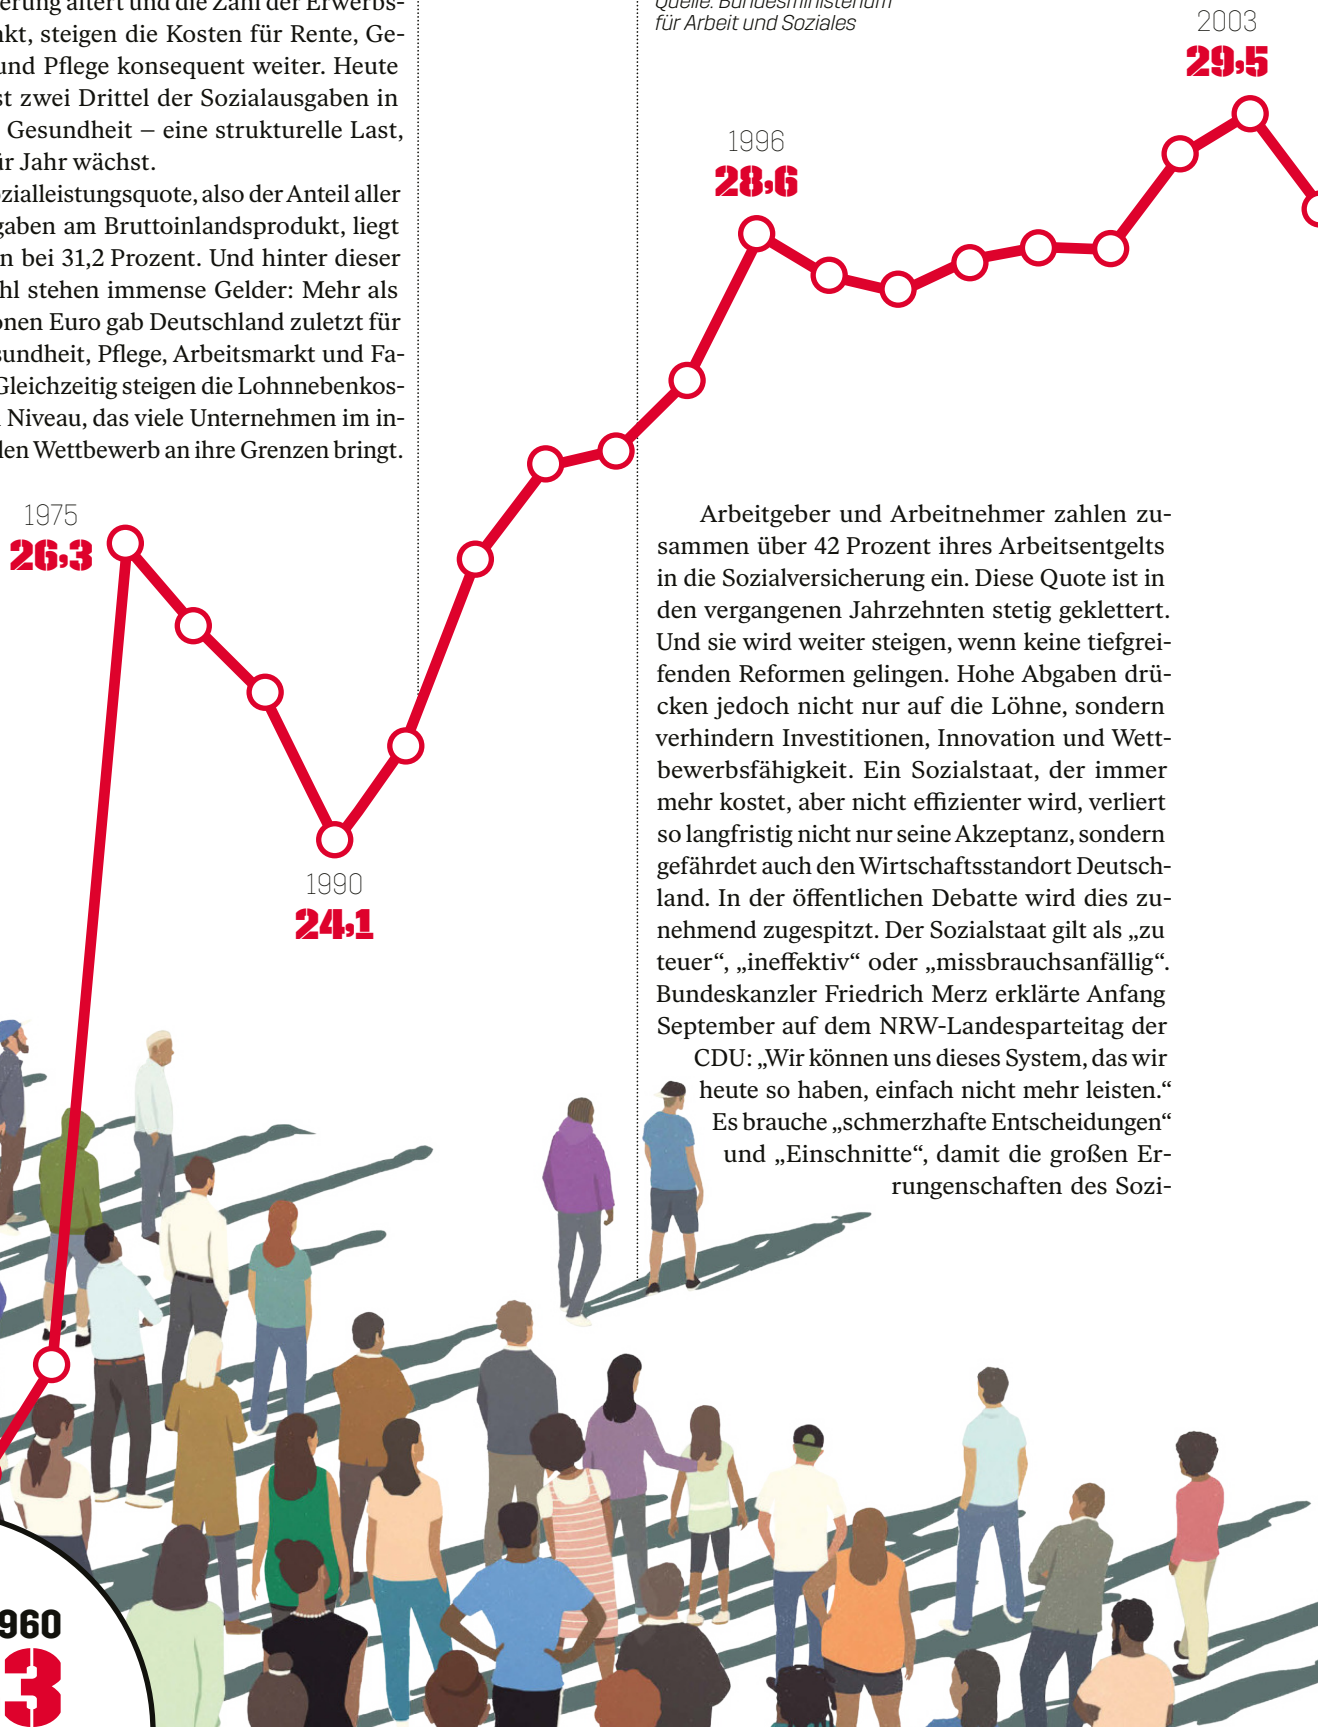 erung altert und die Zahl der Erwerbs-
nkt, steigen die Kosten für Rente, Ge-
und Pflege konsequent weiter. Heute
st zwei Drittel der Sozialausgaben in
Gesundheit – eine strukturelle Last,
ür Jahr wächst.
ozialleistungsquote, also der Anteil aller
gaben am Bruttoinlandsprodukt, liegt
n bei 31,2 Prozent. Und hinter dieser
hl stehen immense Gelder: Mehr als
onen Euro gab Deutschland zuletzt für
sundheit, Pflege, Arbeitsmarkt und Fa-
Gleichzeitig steigen die Lohnnebenkos-
Niveau, das viele Unternehmen im in-
len Wettbewerb an ihre Grenzen bringt.
Quelle: Bundesministerium
für Arbeit und Soziales
2003
29,5
1996
28,6
1975
26,3
1990
24,1
Arbeitgeber und Arbeitnehmer zahlen zu-
sammen über 42 Prozent ihres Arbeitsentgelts
in die Sozialversicherung ein. Diese Quote ist in
den vergangenen Jahrzehnten stetig geklettert.
Und sie wird weiter steigen, wenn keine tiefgrei-
fenden Reformen gelingen. Hohe Abgaben drü-
cken jedoch nicht nur auf die Löhne, sondern
verhindern Investitionen, Innovation und Wett-
bewerbsfähigkeit. Ein Sozialstaat, der immer
mehr kostet, aber nicht effizienter wird, verliert
so langfristig nicht nur seine Akzeptanz, sondern
gefährdet auch den Wirtschaftsstandort Deutsch-
land. In der öffentlichen Debatte wird dies zu-
nehmend zugespitzt. Der Sozialstaat gilt als „zu
teuer“, „ineffektiv“ oder „missbrauchsanfällig“.
Bundeskanzler Friedrich Merz erklärte Anfang
September auf dem NRW-Landesparteitag der
CDU: „Wir können uns dieses System, das wir
heute so haben, einfach nicht mehr leisten.“
Es brauche „schmerzhafte Entscheidungen“
und „Einschnitte“, damit die großen Er-
rungenschaften des Sozi-
960
3